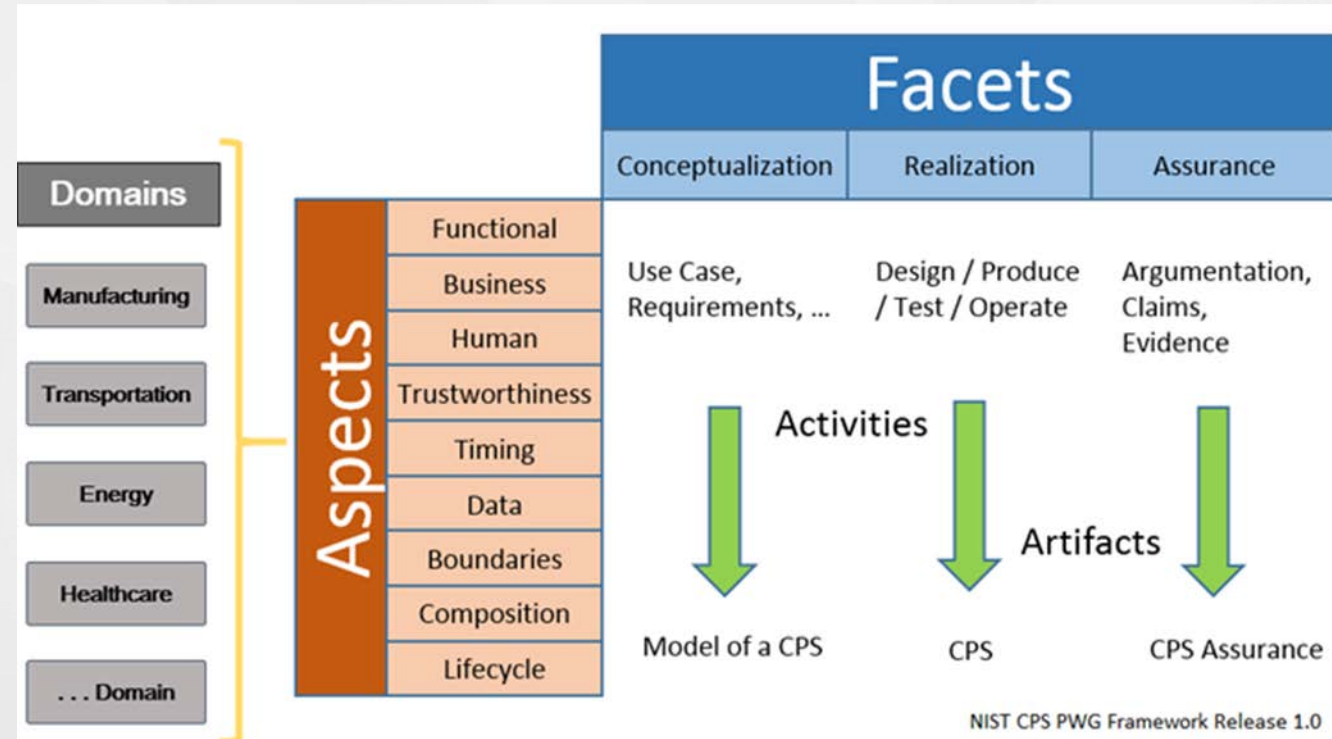 Facets
Conceptualization
Realization
Assurance
Domains
Manufacturing
Transportation
Energy
Healthcare
. . . Domain
Aspects
Functional
Business
Human
Trustworthiness
Timing
Data
Boundaries
Composition
Lifecycle
Use Case,
Requirements, ...
Design / Produce
/ Test / Operate
Argumentation,
Claims,
Evidence
Activities
Artifacts
Model of a CPS
CPS
CPS Assurance
NIST CPS PWG Framework Release 1.0